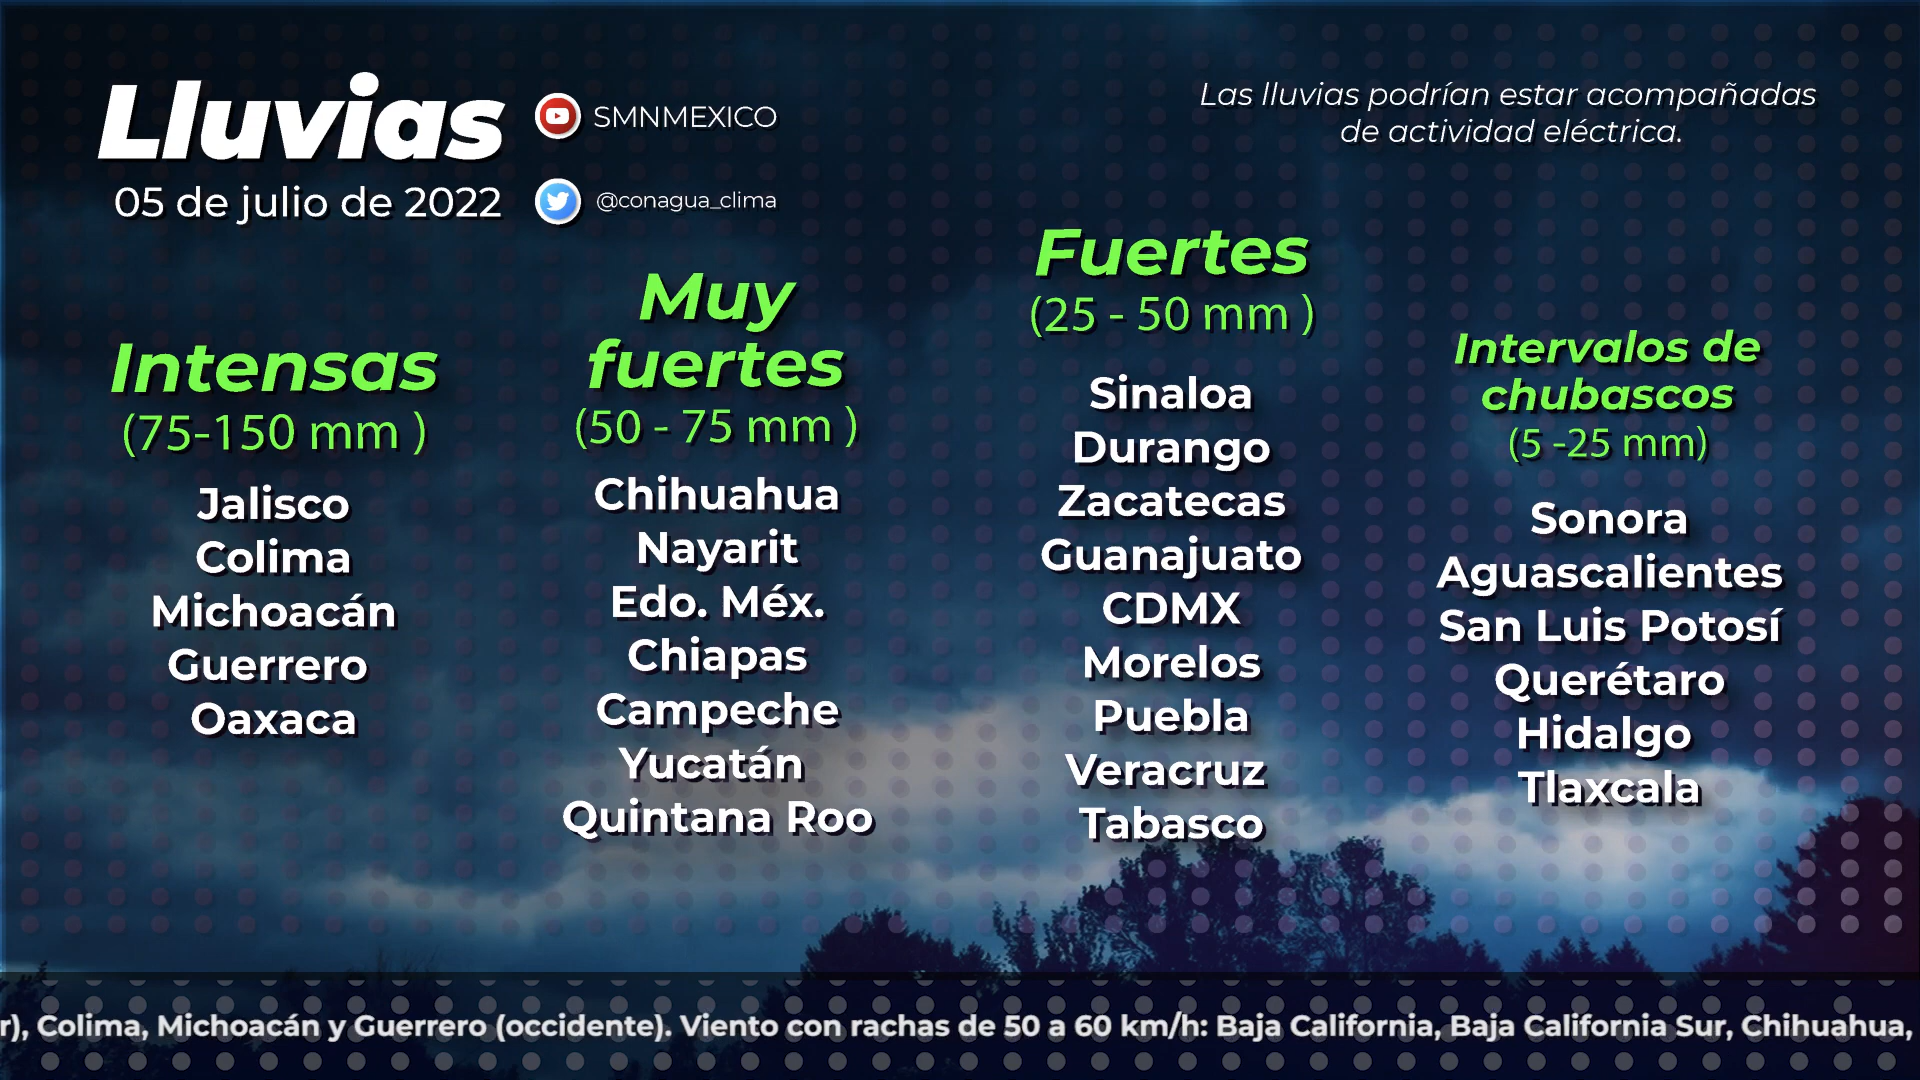 Lluvias
05 de julio de 2022
SMNMEXICO
@conagua_clima
Las lluvias podrían estar acompañadas
de actividad eléctrica.
Intensas
(75-150 mm )
Jalisco
Colima
Michoacán
Guerrero
Oaxaca
Muy
fuertes
(50 - 75 mm )
Chihuahua
Nayarit
Edo. Méx.
Chiapas
Campeche
Yucatán
Quintana Roo
Fuertes
(25 - 50 mm )
Sinaloa
Durango
Zacatecas
Guanajuato
CDMX
Morelos
Puebla
Veracruz
Tabasco
Intervalos de
chubascos
(5 -25 mm)
Sonora
Aguascalientes
San Luis Potosí
Querétaro
Hidalgo
Tlaxcala
r), Colima, Michoacán y Guerrero (occidente). Viento con rachas de 50 a 60 km/h: Baja California, Baja California Sur, Chihuahua,